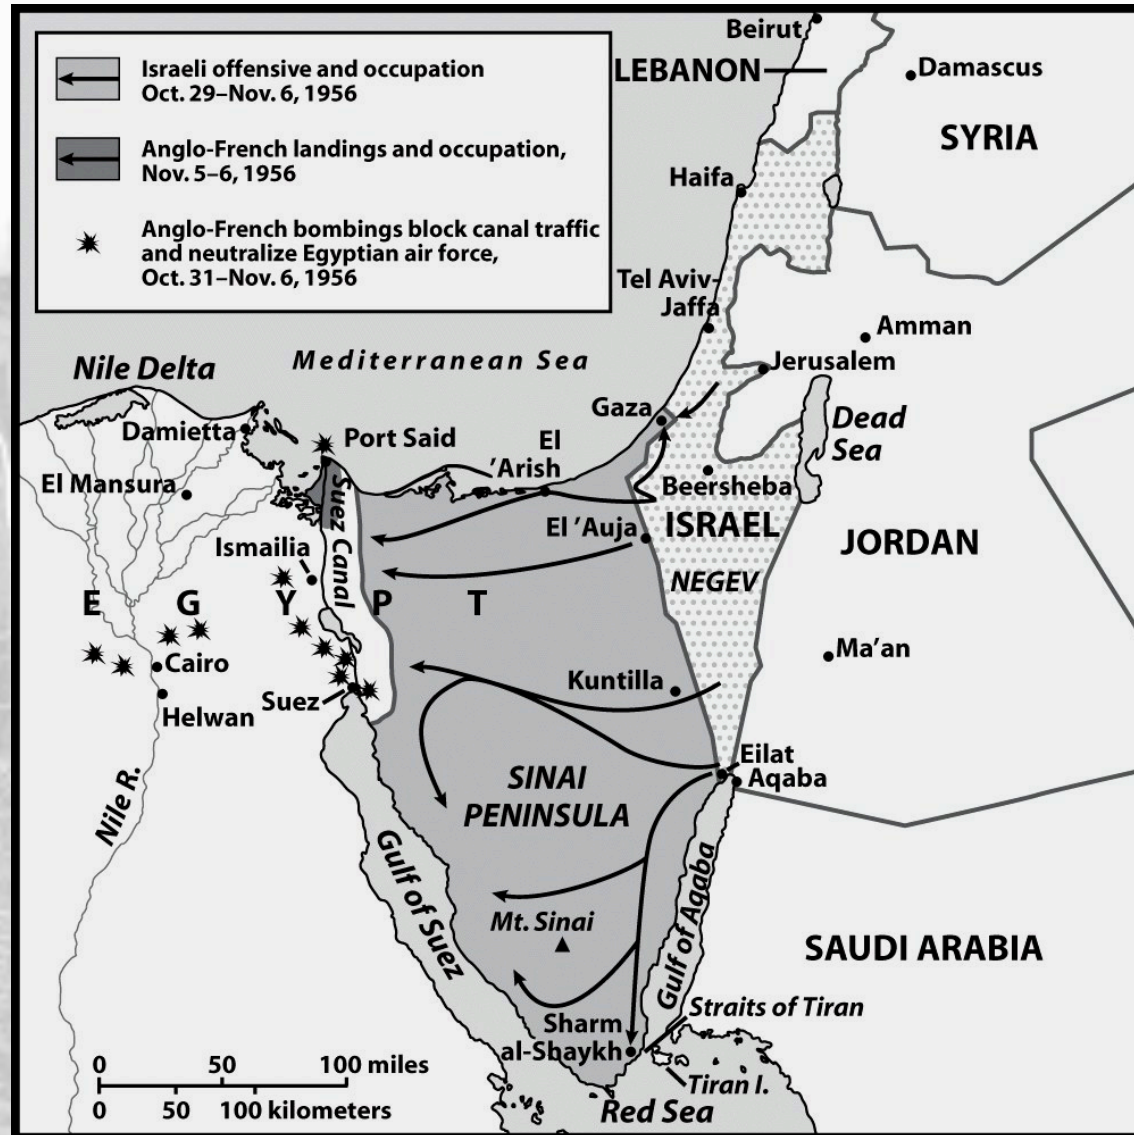 Israeli offensive and occupation
Oct. 29–Nov. 6, 1956
Anglo-French landings and occupation,
Nov. 5–6, 1956
Anglo-French bombings block canal traffic
and neutralize Egyptian air force,
Oct. 31–Nov. 6, 1956
Beirut
LEBANON
Damascus
SYRIA
Haifa
Tel Aviv-
Jaffa
Amman
Jerusalem
Mediterranean Sea
Nile Delta
Gaza
Dead
Sea
Damietta
Port Said
El
'Arish
El Mansura
Beersheba
Suez Canal
El 'Auja
ISRAEL
JORDAN
Ismailia
NEGEV
E G Y P T
Ma'an
Cairo
Kuntilla
Suez
Helwan
Eilat
Aqaba
SINAI
PENINSULA
Nile R.
Gulf of Suez
Gulf of Aqaba
Mt. Sinai
SAUDI ARABIA
Straits of Tiran
Sharm
al-Shaykh
Tiran I.
Red Sea
0 50 100 miles
0 50 100 kilometers